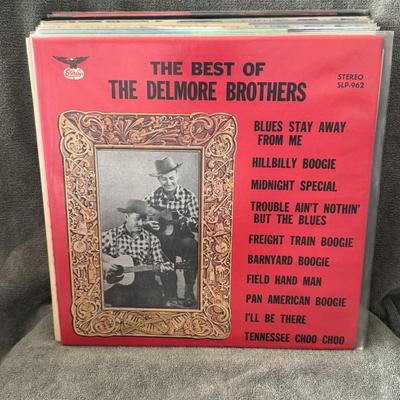 Starday
THE BEST OF
THE DELMORE BROTHERS
STEREO
SLP-962
BLUES STAY AWAY
FROM ME
HILLBILLY BOOGIE
MIDNIGHT SPECIAL
TROUBLE AIN'T NOTHIN'
BUT THE BLUES
FREIGHT TRAIN BOOGIE
BARNYARD BOOGIE
FIELD HAND MAN
PAN AMERICAN BOOGIE
I'LL BE THERE
TENNESSEE CHOO CHOO